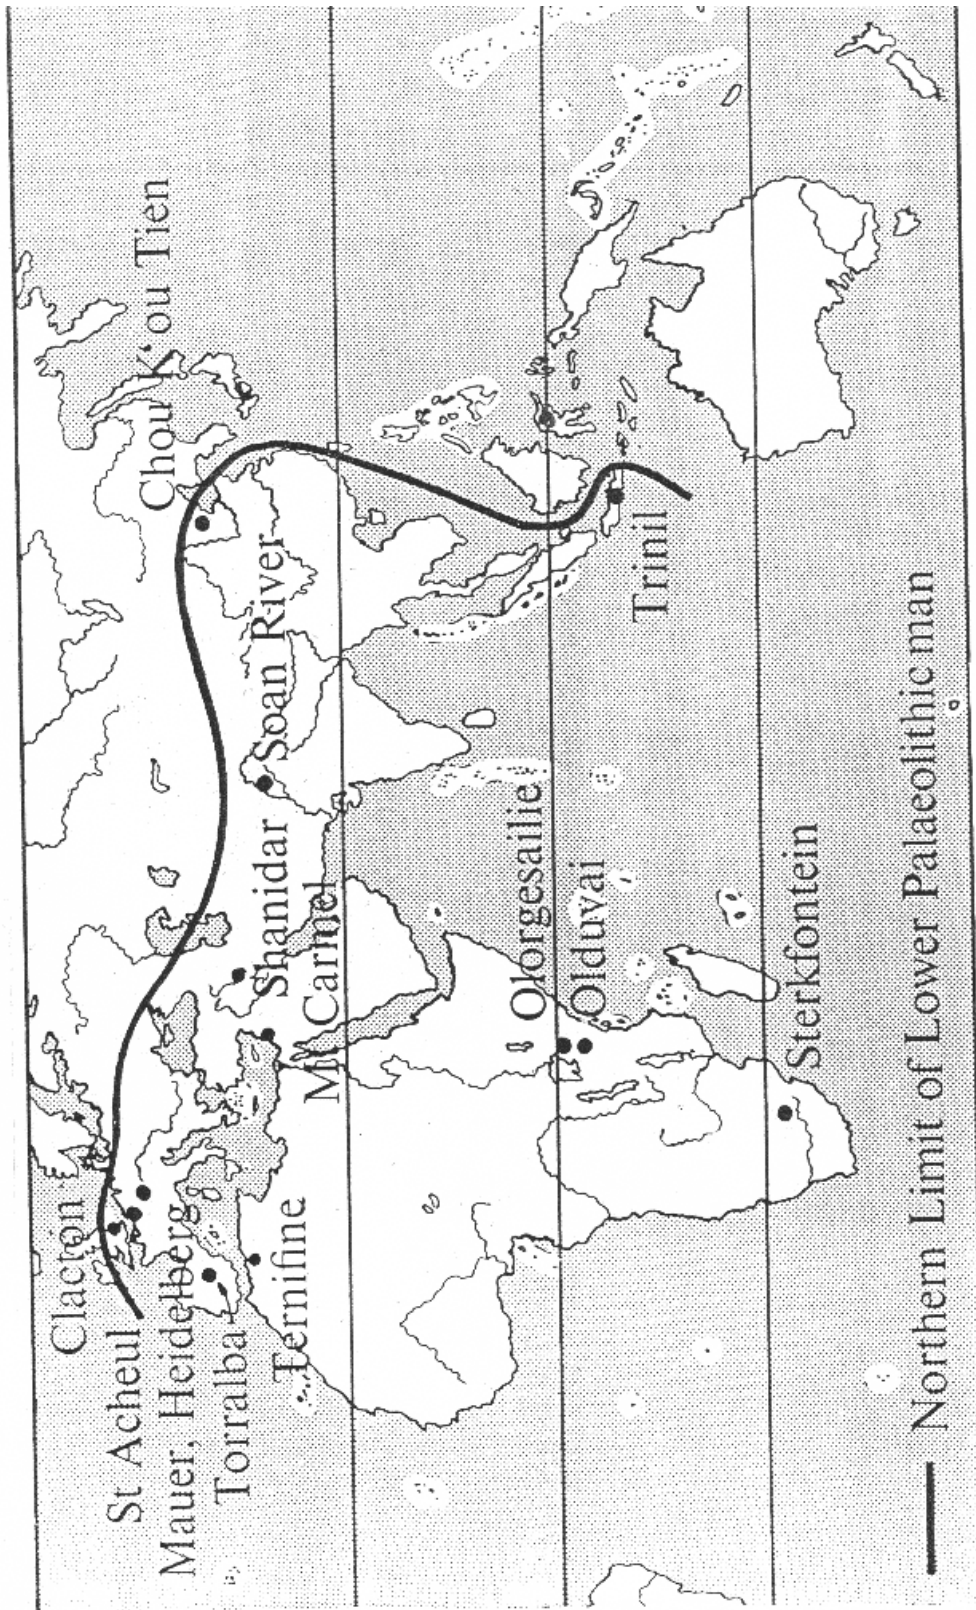 Clacton
St Acheul
Mauer, Heidelberg
Torralba
Ternifine
Mt Carmel
Shanidar
Soan River
Chou K‘ou Tien
Trinil
Olorgesailie
Olduvai
Sterkfontein
Northern Limit of Lower Palaeolithic man